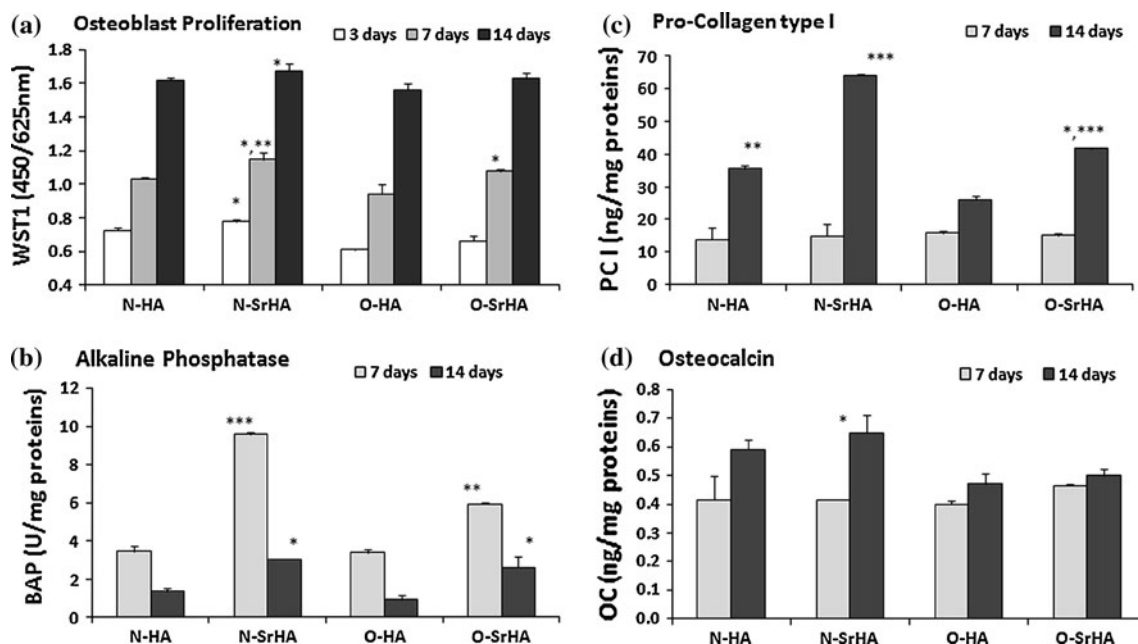 (a) Osteoblast Proliferation
3 days 7 days 14 days
WST1 (450/625nm)
1.8
1.6
1.4
1.2
1.0
0.8
0.6
0.4
*
*,**
*
*
N-HA N-SrHA O-HA O-SrHA
(c) Pro-Collagen type I
7 days 14 days
PC I (ng/mg proteins)
70
60
50
40
30
20
10
0
**
***
*,***
N-HA N-SrHA O-HA O-SrHA
(b) Alkaline Phosphatase
7 days 14 days
BAP (U/mg proteins)
12
10
8
6
4
2
0
***
*
**
*
N-HA N-SrHA O-HA O-SrHA
(d) Osteocalcin
7 days 14 days
OC (ng/mg proteins)
0.8
0.7
0.6
0.5
0.4
0.3
0.2
0.1
0.0
*
N-HA N-SrHA O-HA O-SrHA